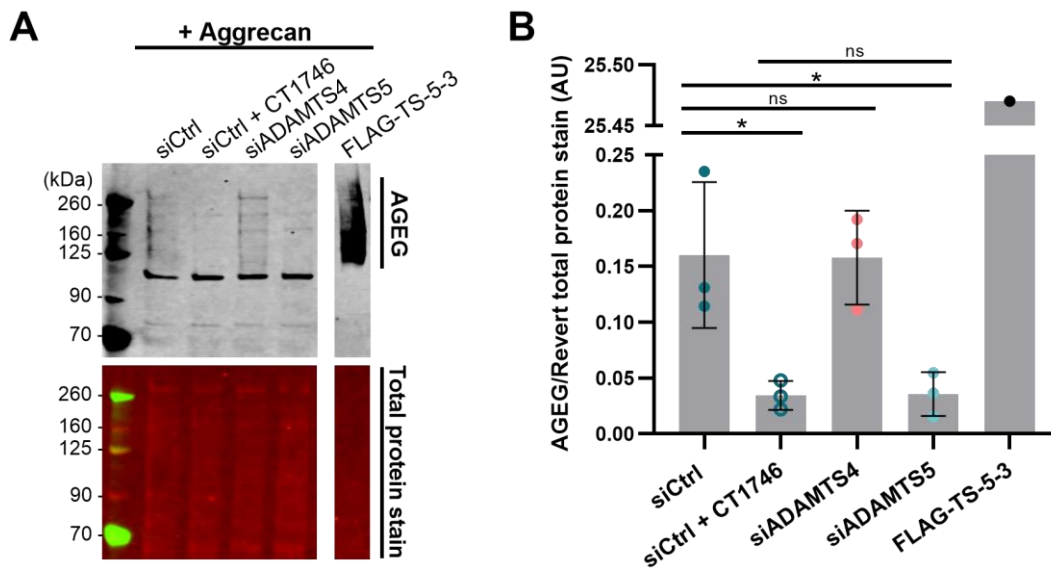 A
+ Aggrecan
siCtrl
siCtrl + CT1746
siADAMTS4
siADAMTS5
FLAG-TS-5-3
(kDa)
260 -
160 -
125 -
90 -
70 -
AGEG
260 -
160 -
125 -
90 -
70 -
Total protein stain
B
AGEG/Revert total protein stain (AU)
25.50
25.45
0.25
0.20
0.15
0.10
0.05
0.00
ns
*
ns
*
siCtrl
siCtrl + CT1746
siADAMTS4
siADAMTS5
FLAG-TS-5-3